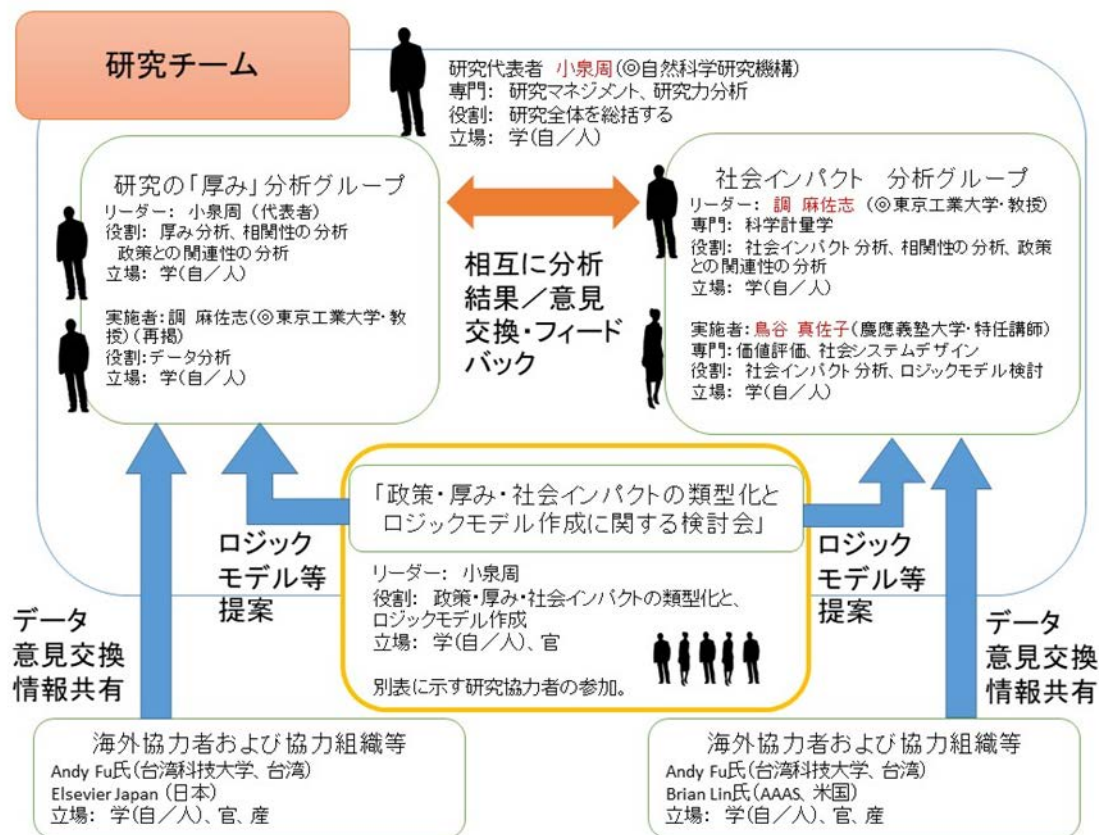 研究チーム
研究代表者 小泉周(◎自然科学研究機構)
専門： 研究マネジメント、研究力分析
役割： 研究全体を総括する
立場： 学(自／人)
研究の「厚み」分析グループ
リーダー： 小泉周 (代表者)
役割： 厚み分析、相関性の分析
政策との関連性の分析
立場： 学(自／人)
実施者：調 麻佐志(◎東京工業大学・教
授)(再掲)
役割：データ分析
立場： 学(自／人)
相互に分析
結果／意見
交換・フィード
バック
社会インパクト 分析グループ
リーダー： 調 麻佐志 (◎東京工業大学・教授)
専門： 科学計量学
役割： 社会インパクト分析、相関性の分析、政策
との関連性の分析
立場： 学(自／人)
実施者：鳥谷 真佐子(慶應義塾大学・特任講師)
専門：価値評価、社会システムデザイン
役割： 社会インパクト分析、ロジックモデル検討
立場： 学(自／人)
「政策・厚み・社会インパクトの類型化と
ロジックモデル作成に関する検討会」
リーダー： 小泉周
役割： 政策・厚み・社会インパクトの類型化と、
ロジックモデル作成
立場： 学(自／人)、官
別表に示す研究協力者の参加。
ロジック
モデル等
提案
ロジック
モデル等
提案
データ
意見交換
情報共有
データ
意見交換
情報共有
海外協力者および協力組織等
Andy Fu氏(台湾科技大学、台湾)
Elsevier Japan (日本)
立場： 学(自／人)、官、産
海外協力者および協力組織等
Andy Fu氏(台湾科技大学、台湾)
Brian Lin氏(AAAS、米国)
立場： 学(自／人)、官、産